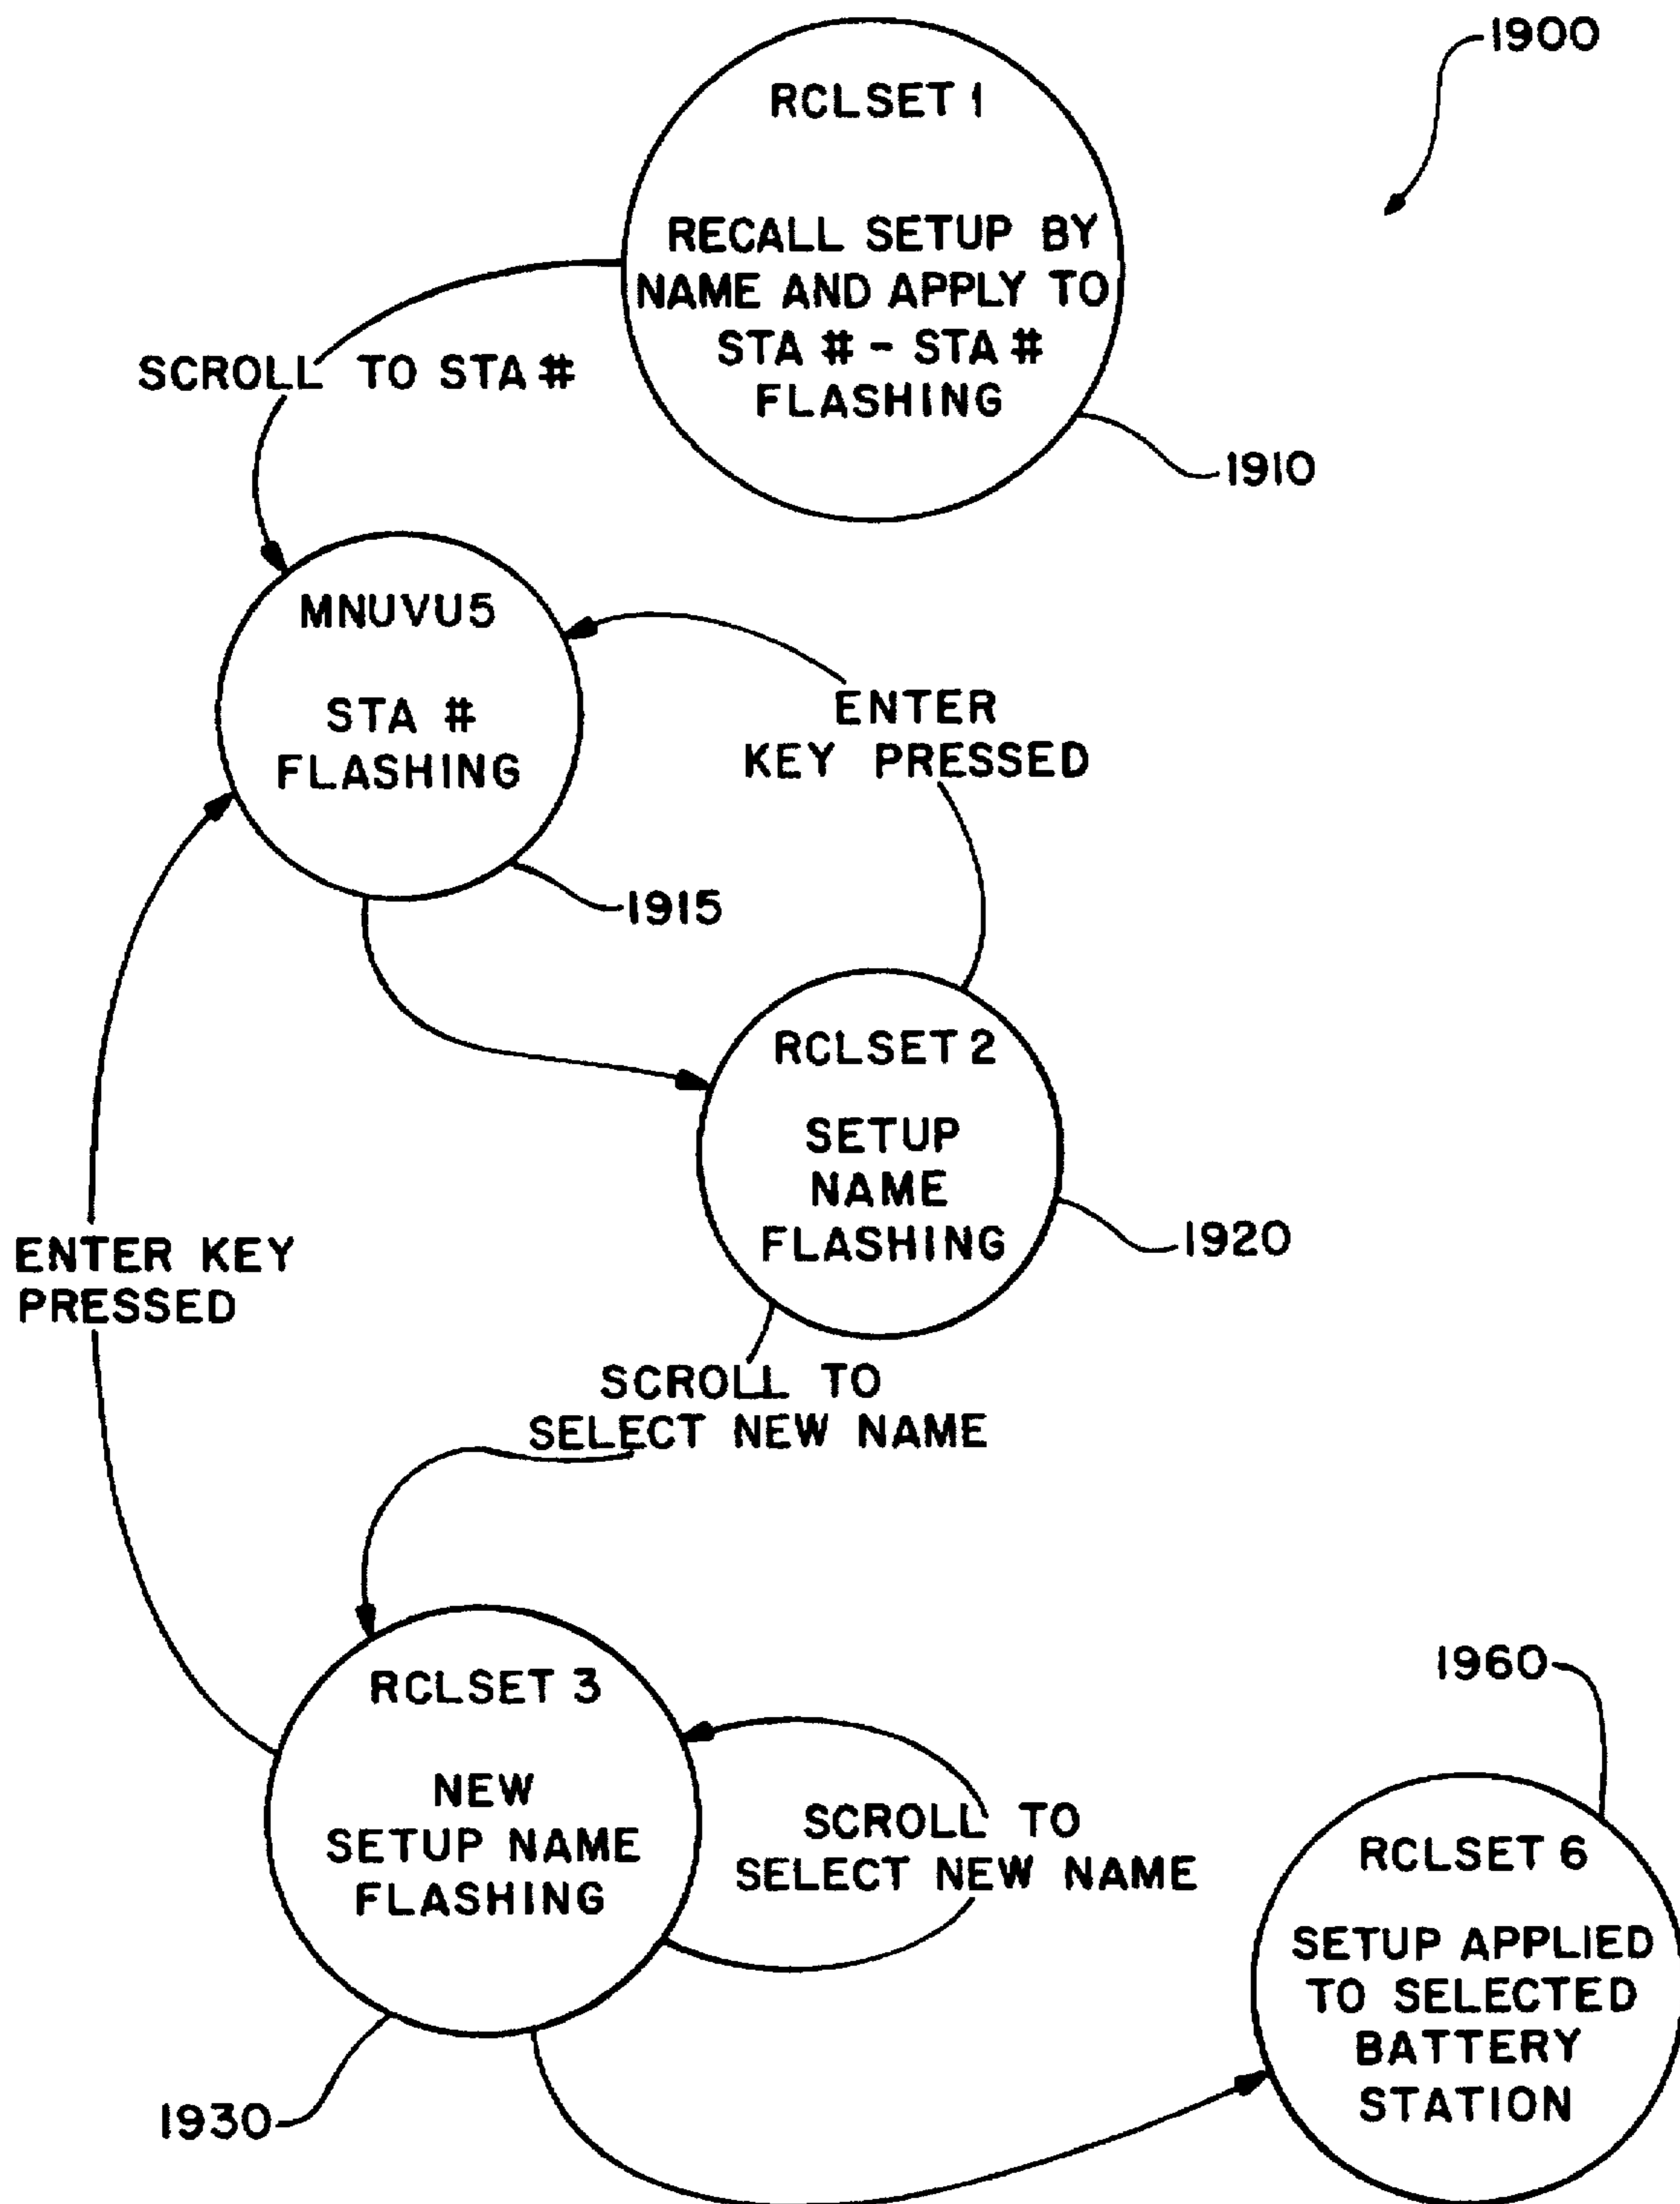 1900
RCLSET 1
RECALL SETUP BY
NAME AND APPLY TO
STA # - STA #
FLASHING
1910
SCROLL TO STA #
MNUVU5
STA #
FLASHING
1915
ENTER
KEY PRESSED
RCLSET 2
SETUP
NAME
FLASHING
1920
ENTER KEY
PRESSED
SCROLL TO
SELECT NEW NAME
RCLSET 3
NEW
SETUP NAME
FLASHING
1930
SCROLL TO
SELECT NEW NAME
1960
RCLSET 6
SETUP APPLIED
TO SELECTED
BATTERY
STATION